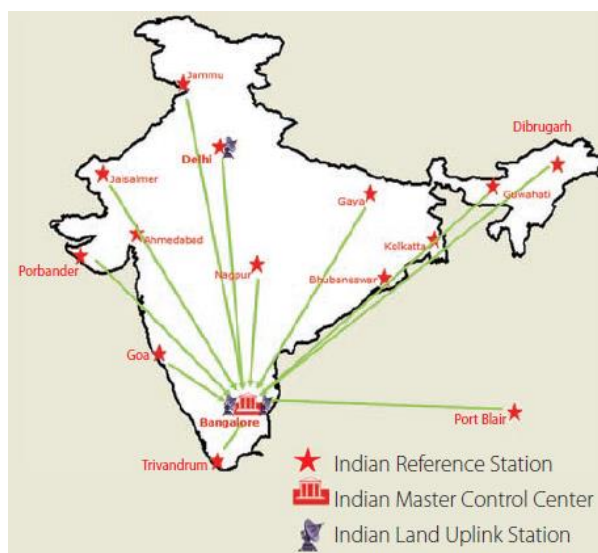 Jammu
Dibrugarh
Delhi
Jaisalmer
Gaya
Guwahati
Ahmedabad
Kolkatta
Porbander
Nagpur
Bhubaneswar
Goa
Bangalore
Port Blair
Trivandrum
Indian Reference Station
Indian Master Control Center
Indian Land Uplink Station